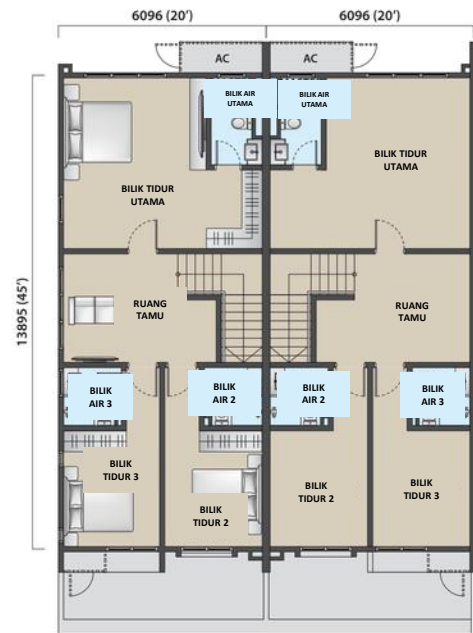 6096 (20')
6096 (20')
AC
AC
BILIK AIR
UTAMA
BILIK AIR
UTAMA
BILIK TIDUR
UTAMA
BILIK TIDUR
UTAMA
13895 (45')
RUANG
TAMU
RUANG
TAMU
BILIK
AIR 3
BILIK
AIR 2
BILIK
AIR 2
BILIK
AIR 3
BILIK
TIDUR 3
BILIK
TIDUR 2
BILIK
TIDUR 2
BILIK
TIDUR 3